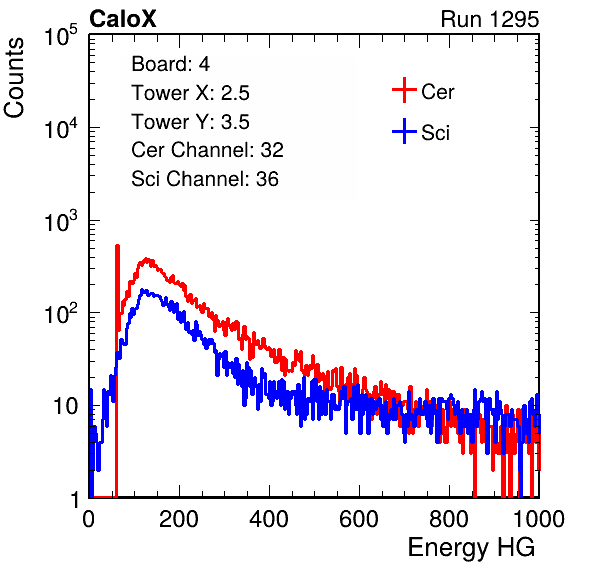 CaloX Run 1295
Counts
10^5
10^4
10^3
10^2
10
1
Board: 4
Tower X: 2.5
Tower Y: 3.5
Cer Channel: 32
Sci Channel: 36
Cer
Sci
0 200 400 600 800 1000
Energy HG